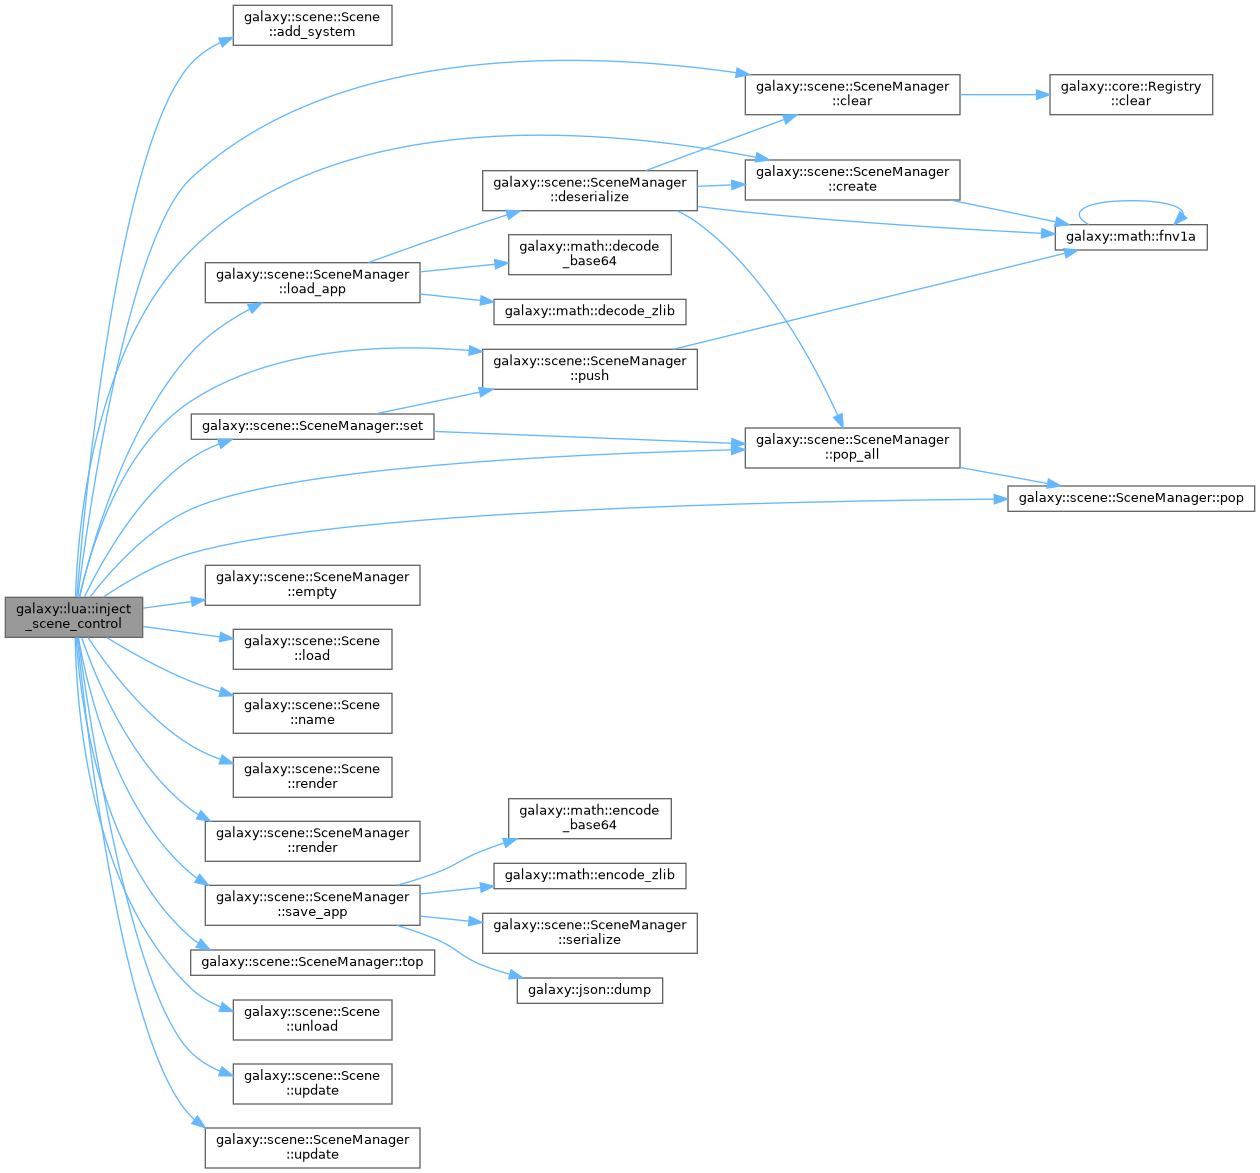 galaxy::scene::Scene
::add_system
galaxy::scene::SceneManager
::clear
galaxy::core::Registry
::clear
galaxy::scene::SceneManager
::create
galaxy::scene::SceneManager
::deserialize
galaxy::math::fnv1a
galaxy::math::decode
_base64
galaxy::scene::SceneManager
::load_app
galaxy::math::decode_zlib
galaxy::scene::SceneManager
::push
galaxy::scene::SceneManager::set
galaxy::scene::SceneManager
::pop_all
galaxy::scene::SceneManager::pop
galaxy::scene::SceneManager
::empty
galaxy::lua::inject
_scene_control
galaxy::scene::Scene
::load
galaxy::scene::Scene
::name
galaxy::scene::Scene
::render
galaxy::scene::SceneManager
::render
galaxy::math::encode
_base64
galaxy::math::encode_zlib
galaxy::scene::SceneManager
::save_app
galaxy::scene::SceneManager
::serialize
galaxy::scene::SceneManager::top
galaxy::json::dump
galaxy::scene::Scene
::unload
galaxy::scene::Scene
::update
galaxy::scene::SceneManager
::update